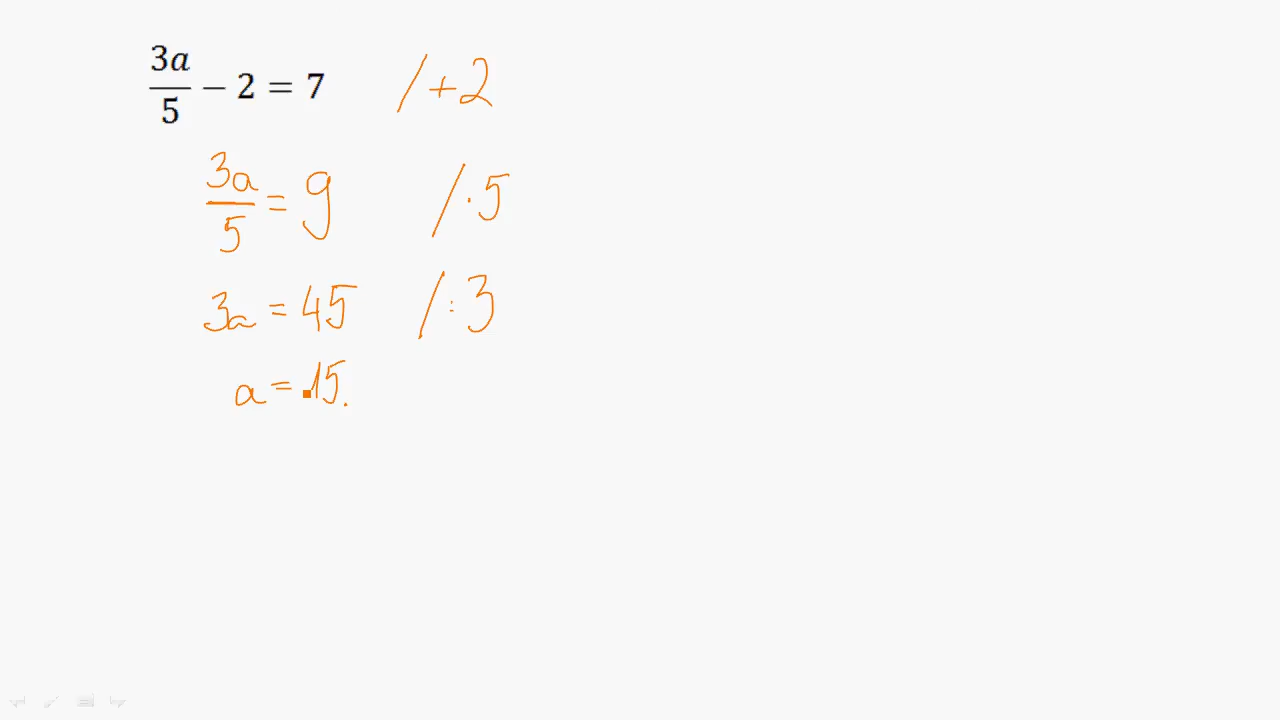 3a/5 − 2 = 7 / +2
3a/5 = 9 / ·5
3a = 45 / :3
a = 15.